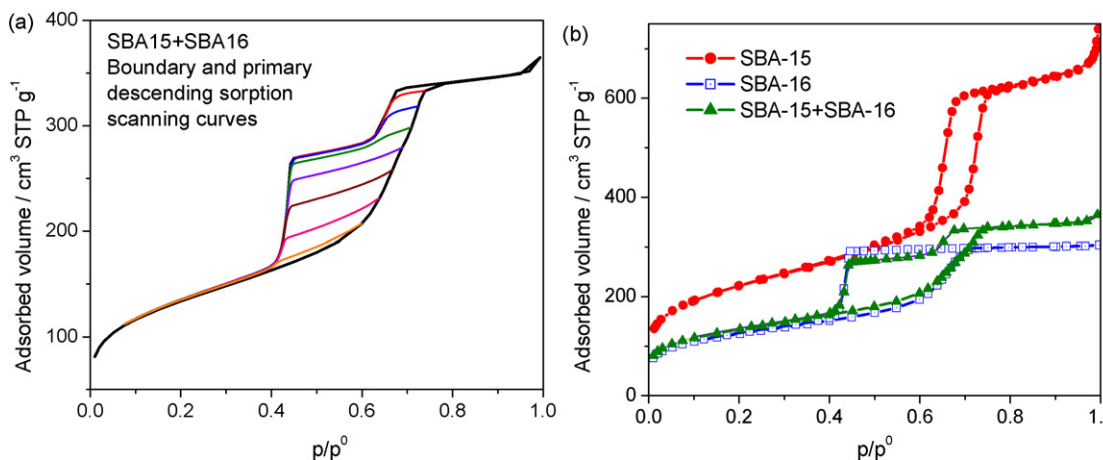 (a)
SBA15+SBA16
Boundary and primary
descending sorption
scanning curves
400
300
200
100
0.0 0.2 0.4 0.6 0.8 1.0
Adsorbed volume / cm³ STP g⁻¹
p/p⁰
(b)
SBA-15
SBA-16
SBA-15+SBA-16
600
400
200
0
0.0 0.2 0.4 0.6 0.8 1.
Adsorbed volume / cm³ STP g⁻¹
p/p⁰